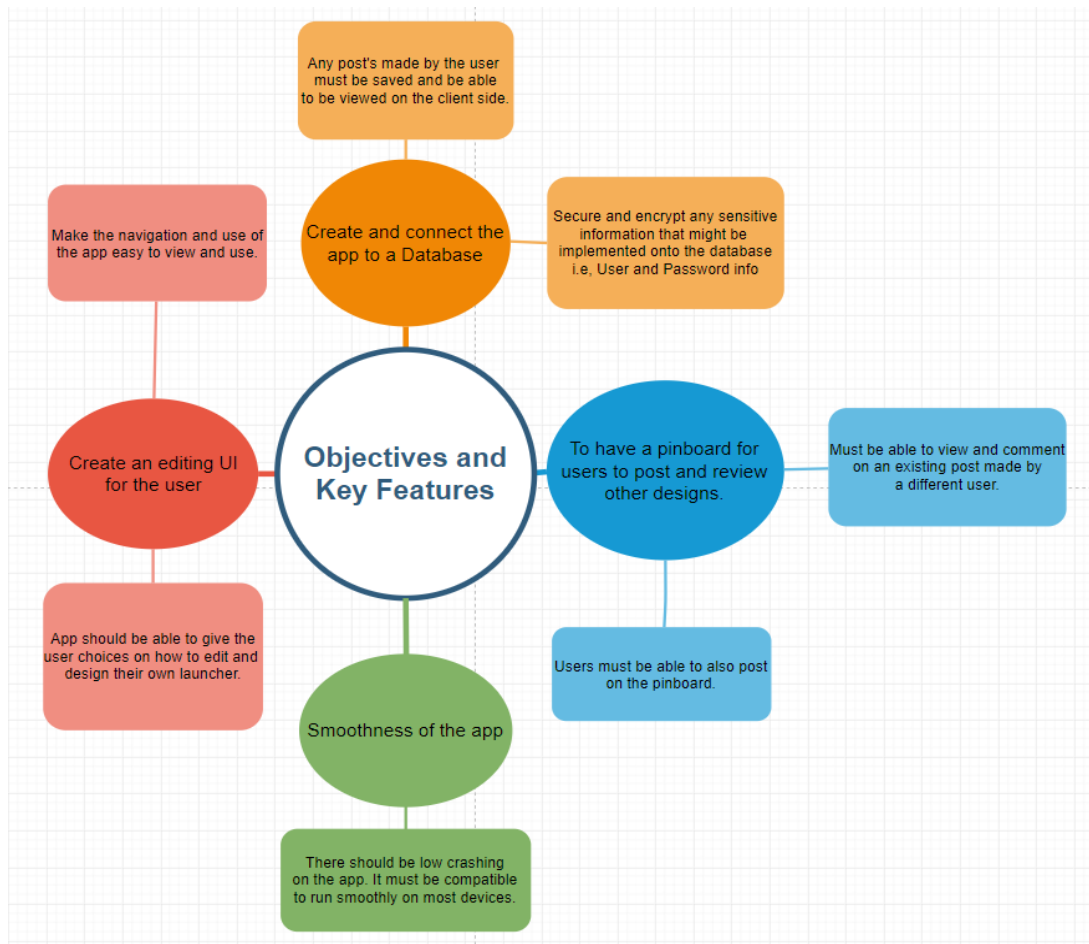 Any post's made by the user
must be saved and be able
to be viewed on the client side.
Create and connect the
app to a Database
Secure and encrypt any sensitive
information that might be
implemented onto the database
i.e, User and Password info
Make the navigation and use of
the app easy to view and use.
Create an editing UI
for the user
Objectives and
Key Features
To have a pinboard for
users to post and review
other designs.
Must be able to view and comment
on an existing post made by
a different user.
App should be able to give the
user choices on how to edit and
design their own launcher.
Users must be able to also post
on the pinboard.
Smoothness of the app
There should be low crashing
on the app. It must be compatible
to run smoothly on most devices.